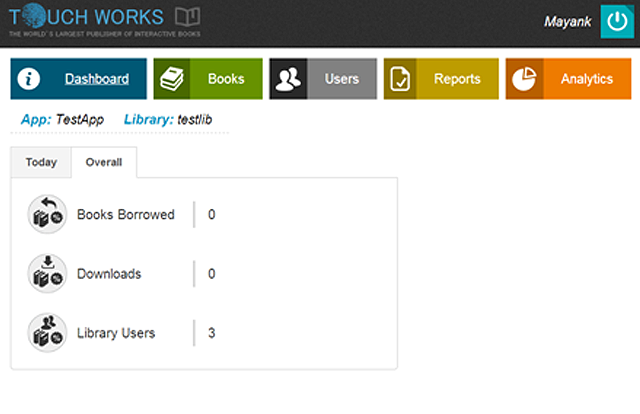 TOUCH WORKS
THE WORLD'S LARGEST PUBLISHER OF INTERACTIVE BOOKS
Mayank
Dashboard Books Users Reports Analytics
App: TestApp Library: testlib
Today Overall
Books Borrowed 0
Downloads 0
Library Users 3